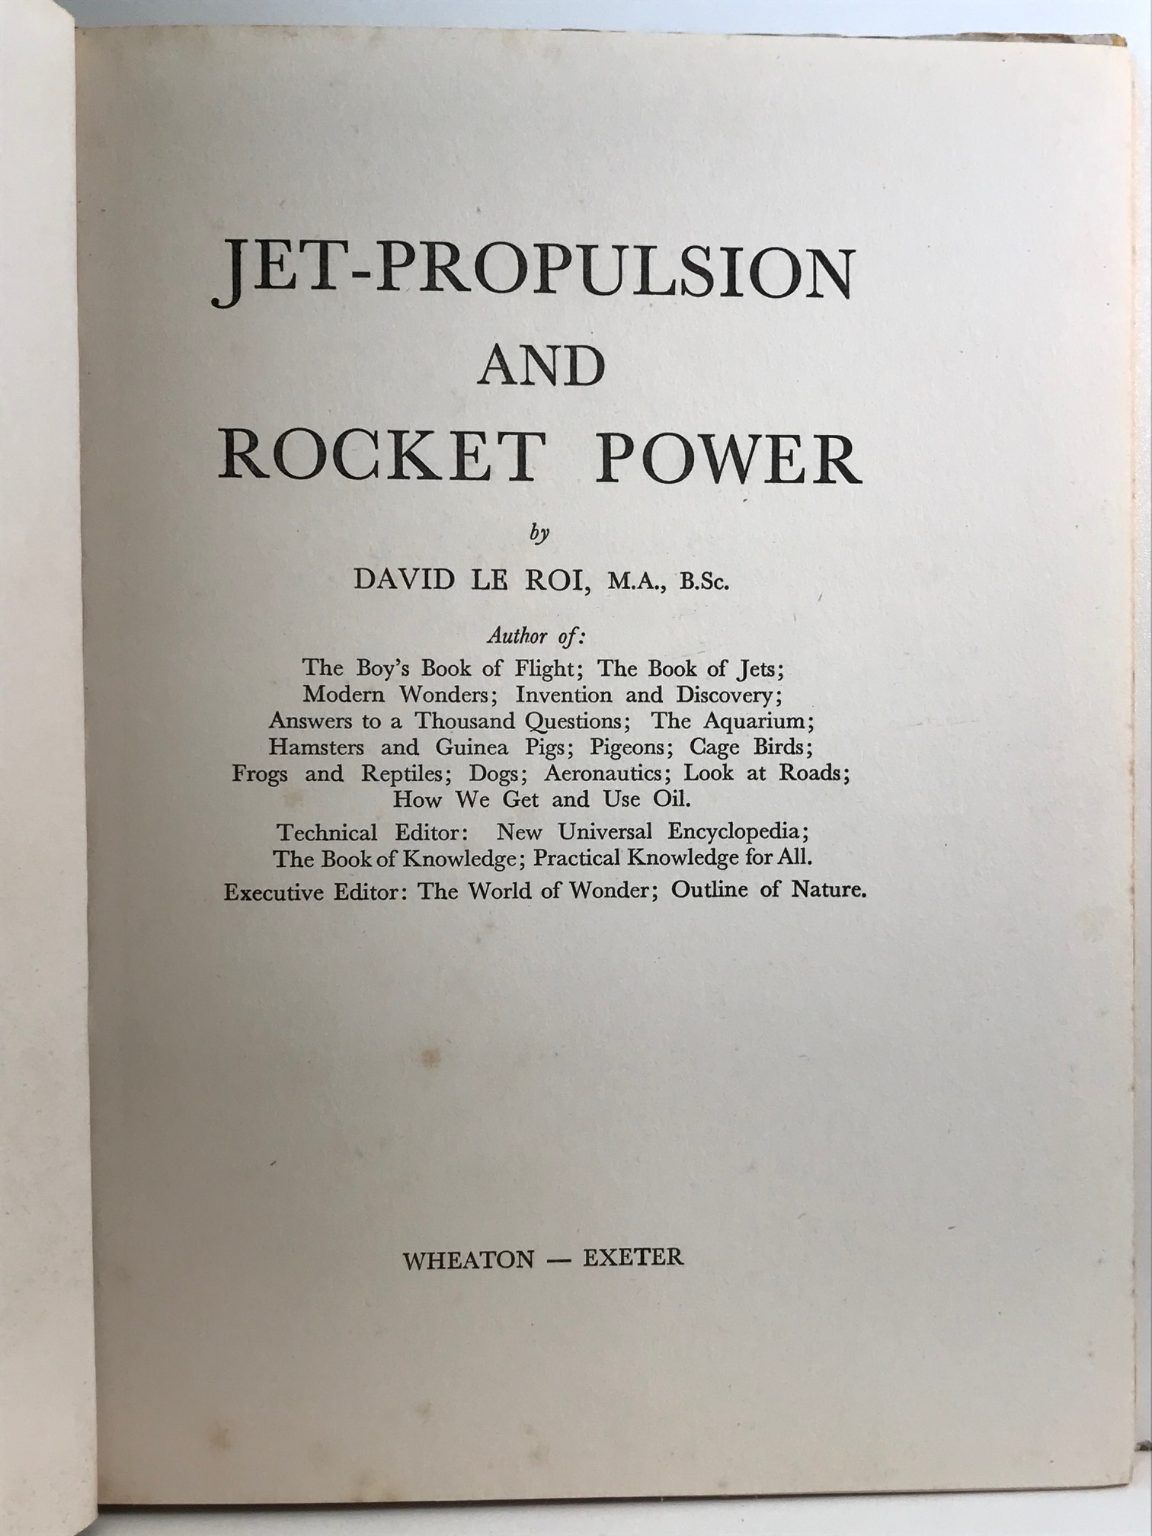 JET-PROPULSION
AND
ROCKET POWER
by
DAVID LE ROI, M.A., B.Sc.
Author of:
The Boy's Book of Flight; The Book of Jets;
Modern Wonders; Invention and Discovery;
Answers to a Thousand Questions; The Aquarium;
Hamsters and Guinea Pigs; Pigeons; Cage Birds;
Frogs and Reptiles; Dogs; Aeronautics; Look at Roads;
How We Get and Use Oil.
Technical Editor: New Universal Encyclopedia;
The Book of Knowledge; Practical Knowledge for All.
Executive Editor: The World of Wonder; Outline of Nature.
WHEATON — EXETER